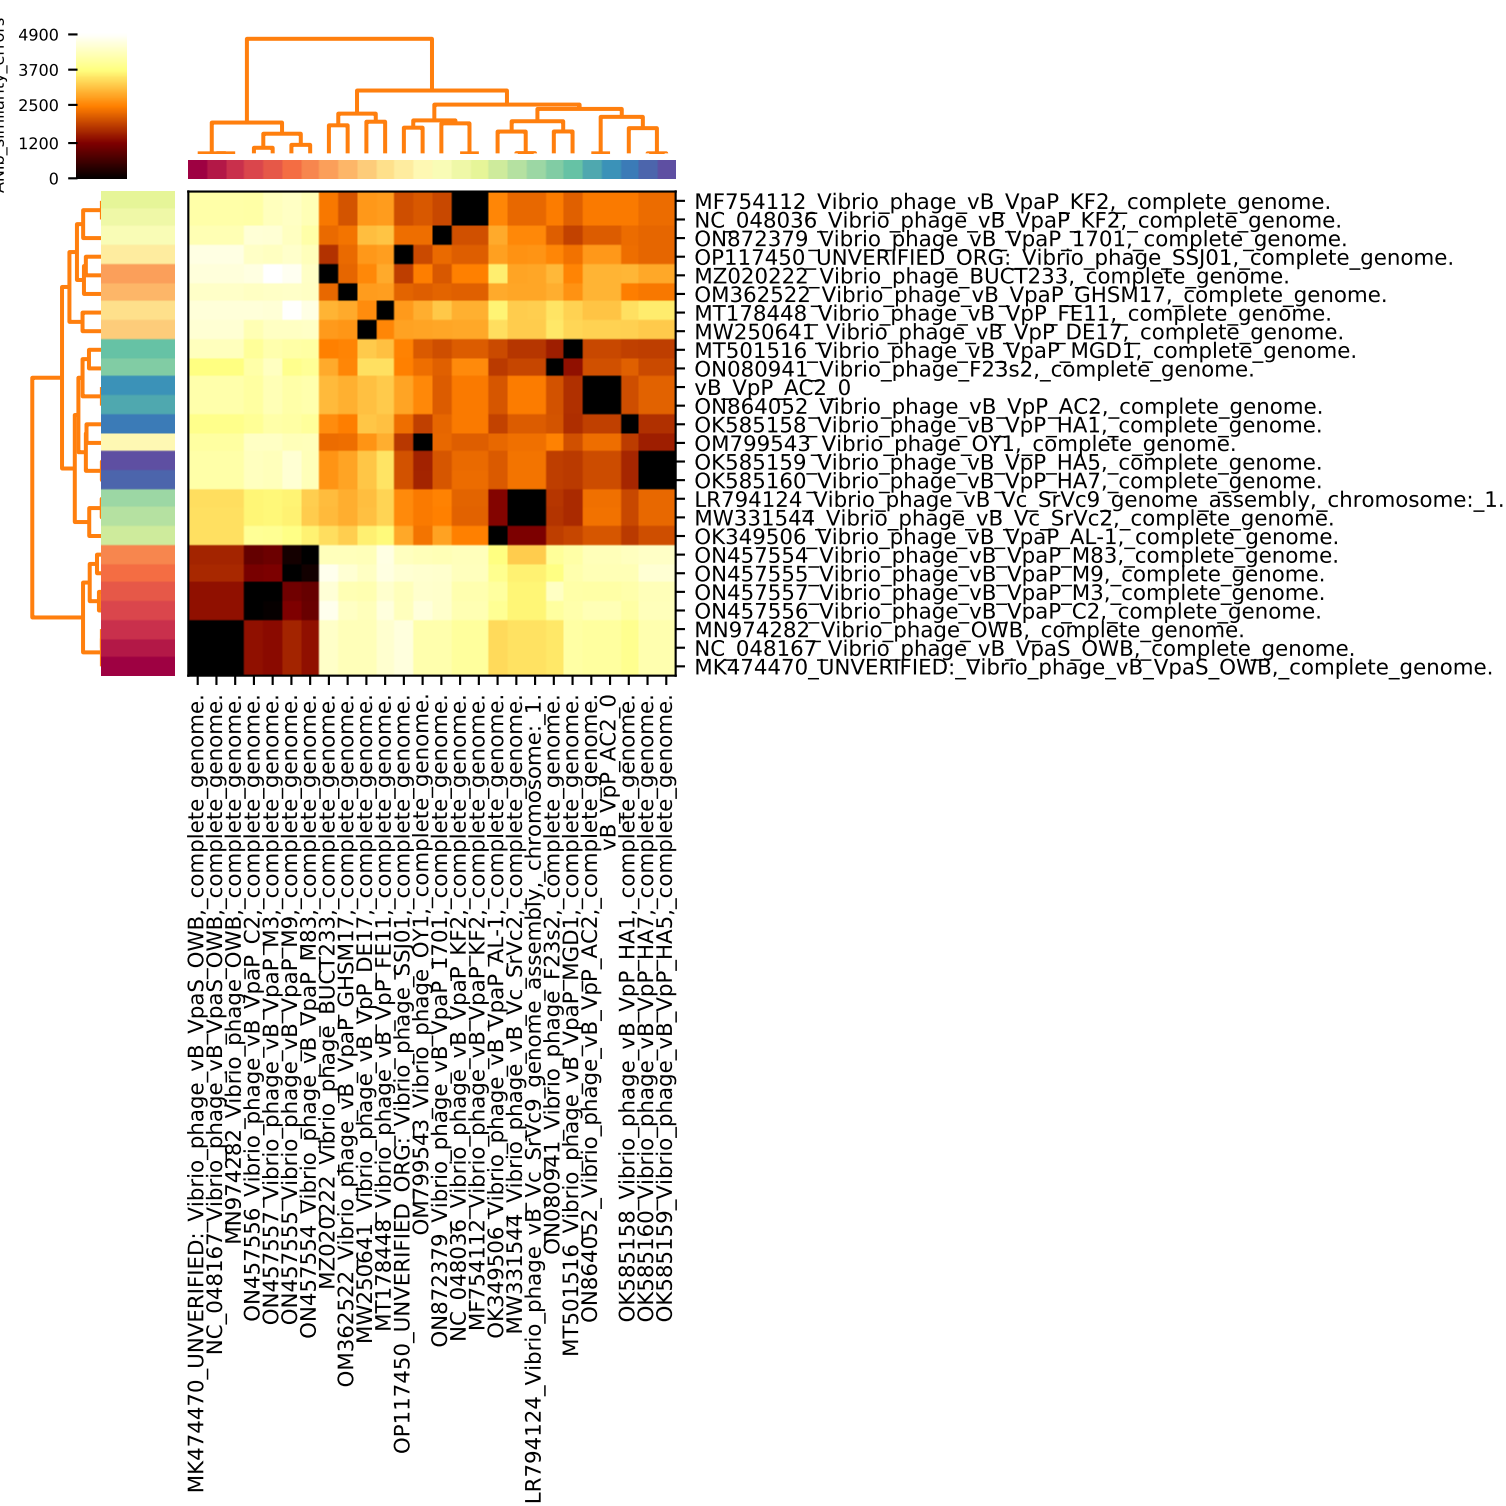 ANIb_similarity_errors
4900
3700
2500
1200
0
MF754112_Vibrio_phage_vB_VpaP_KF2,_complete_genome.
NC_048036_Vibrio_phage_vB_VpaP_KF2,_complete_genome.
ON872379_Vibrio_phage_vB_VpaP_1701,_complete_genome.
OP117450_UNVERIFIED_ORG:_Vibrio_phage_SSJ01,_complete_genome.
MZ020222_Vibrio_phage_BUCT233,_complete_genome.
OM362522_Vibrio_phage_vB_VpaP_GHSM17,_complete_genome.
MT178448_Vibrio_phage_vB_VpP_FE11,_complete_genome.
MW250641_Vibrio_phage_vB_VpP_DE17,_complete_genome.
MT501516_Vibrio_phage_vB_VpaP_MGD1,_complete_genome.
ON080941_Vibrio_phage_F23s2,_complete_genome.
vB_VpP_AC2_0
ON864052_Vibrio_phage_vB_VpP_AC2,_complete_genome.
OK585158_Vibrio_phage_vB_VpP_HA1,_complete_genome.
OM799543_Vibrio_phage_OY1,_complete_genome.
OK585159_Vibrio_phage_vB_VpP_HA5,_complete_genome.
OK585160_Vibrio_phage_vB_VpP_HA7,_complete_genome.
LR794124_Vibrio_phage_vB_Vc_SrVc9_genome_assembly,_chromosome:_1.
MW331544_Vibrio_phage_vB_Vc_SrVc2,_complete_genome.
OK349506_Vibrio_phage_vB_VpaP_AL-1,_complete_genome.
ON457554_Vibrio_phage_vB_VpaP_M83,_complete_genome.
ON457555_Vibrio_phage_vB_VpaP_M9,_complete_genome.
ON457557_Vibrio_phage_vB_VpaP_M3,_complete_genome.
ON457556_Vibrio_phage_vB_VpaP_C2,_complete_genome.
MN974282_Vibrio_phage_OWB,_complete_genome.
NC_048167_Vibrio_phage_vB_VpaS_OWB,_complete_genome.
MK474470_UNVERIFIED:_Vibrio_phage_vB_VpaS_OWB,_complete_genome.
MK474470_UNVERIFIED:_Vibrio_phage_vB_VpaS_OWB,_complete_genome.
NC_048167_Vibrio_phage_vB_VpaS_OWB,_complete_genome.
MN974282_Vibrio_phage_OWB,_complete_genome.
ON457556_Vibrio_phage_vB_VpaP_C2,_complete_genome.
ON457557_Vibrio_phage_vB_VpaP_M3,_complete_genome.
ON457555_Vibrio_phage_vB_VpaP_M9,_complete_genome.
ON457554_Vibrio_phage_vB_VpaP_M83,_complete_genome.
MZ020222_Vibrio_phage_BUCT233,_complete_genome.
OM362522_Vibrio_phage_vB_VpaP_GHSM17,_complete_genome.
MW250641_Vibrio_phage_vB_VpP_DE17,_complete_genome.
MT178448_Vibrio_phage_vB_VpP_FE11,_complete_genome.
OP117450_UNVERIFIED_ORG:_Vibrio_phage_SSJ01,_complete_genome.
OM799543_Vibrio_phage_OY1,_complete_genome.
ON872379_Vibrio_phage_vB_VpaP_1701,_complete_genome.
NC_048036_Vibrio_phage_vB_VpaP_KF2,_complete_genome.
MF754112_Vibrio_phage_vB_VpaP_KF2,_complete_genome.
OK349506_Vibrio_phage_vB_VpaP_AL-1,_complete_genome.
MW331544_Vibrio_phage_vB_Vc_SrVc2,_complete_genome.
LR794124_Vibrio_phage_vB_Vc_SrVc9_genome_assembly,_chromosome:_1.
ON080941_Vibrio_phage_F23s2,_complete_genome.
MT501516_Vibrio_phage_vB_VpaP_MGD1,_complete_genome.
ON864052_Vibrio_phage_vB_VpP_AC2,_complete_genome.
vB_VpP_AC2_0
OK585158_Vibrio_phage_vB_VpP_HA1,_complete_genome.
OK585160_Vibrio_phage_vB_VpP_HA7,_complete_genome.
OK585159_Vibrio_phage_vB_VpP_HA5,_complete_genome.